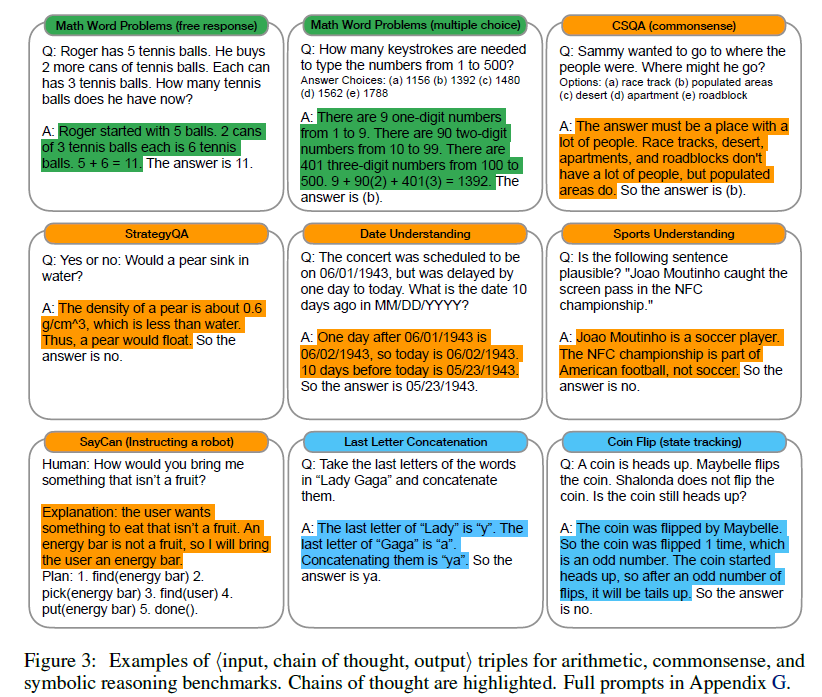 Math Word Problems (free response)
Q: Roger has 5 tennis balls. He buys
2 more cans of tennis balls. Each can
has 3 tennis balls. How many tennis
balls does he have now?
A: Roger started with 5 balls. 2 cans
of 3 tennis balls each is 6 tennis
balls. 5 + 6 = 11. The answer is 11.
Math Word Problems (multiple choice)
Q: How many keystrokes are needed
to type the numbers from 1 to 500?
Answer Choices: (a) 1156 (b) 1392 (c) 1480
(d) 1562 (e) 1788
A: There are 9 one-digit numbers
from 1 to 9. There are 90 two-digit
numbers from 10 to 99. There are
401 three-digit numbers from 100 to
500. 9 + 90(2) + 401(3) = 1392. The
answer is (b).
CSQA (commonsense)
Q: Sammy wanted to go to where the
people were. Where might he go?
Options: (a) race track (b) populated areas
(c) desert (d) apartment (e) roadblock
A: The answer must be a place with a
lot of people. Race tracks, desert,
apartments, and roadblocks don't
have a lot of people, but populated
areas do. So the answer is (b).
StrategyQA
Q: Yes or no: Would a pear sink in
water?
A: The density of a pear is about 0.6
g/cm^3, which is less than water.
Thus, a pear would float. So the
answer is no.
Date Understanding
Q: The concert was scheduled to be
on 06/01/1943, but was delayed by
one day to today. What is the date 10
days ago in MM/DD/YYYY?
A: One day after 06/01/1943 is
06/02/1943, so today is 06/02/1943.
10 days before today is 05/23/1943.
So the answer is 05/23/1943.
Sports Understanding
Q: Is the following sentence
plausible? "Joao Moutinho caught the
screen pass in the NFC
championship."
A: Joao Moutinho is a soccer player.
The NFC championship is part of
American football, not soccer. So the
answer is no.
SayCan (Instructing a robot)
Human: How would you bring me
something that isn't a fruit?
Explanation: the user wants
something to eat that isn't a fruit. An
energy bar is not a fruit, so I will bring
the user an energy bar.
Plan: 1. find(energy bar) 2.
pick(energy bar) 3. find(user) 4.
put(energy bar) 5. done().
Last Letter Concatenation
Q: Take the last letters of the words
in “Lady Gaga” and concatenate
them.
A: The last letter of “Lady” is “y”. The
last letter of “Gaga” is “a”.
Concatenating them is “ya”. So the
answer is ya.
Coin Flip (state tracking)
Q: A coin is heads up. Maybelle flips
the coin. Shalonda does not flip the
coin. Is the coin still heads up?
A: The coin was flipped by Maybelle.
So the coin was flipped 1 time, which
is an odd number. The coin started
heads up, so after an odd number of
flips, it will be tails up. So the answer
is no.
Figure 3: Examples of ⟨input, chain of thought, output⟩ triples for arithmetic, commonsense, and
symbolic reasoning benchmarks. Chains of thought are highlighted. Full prompts in Appendix G.